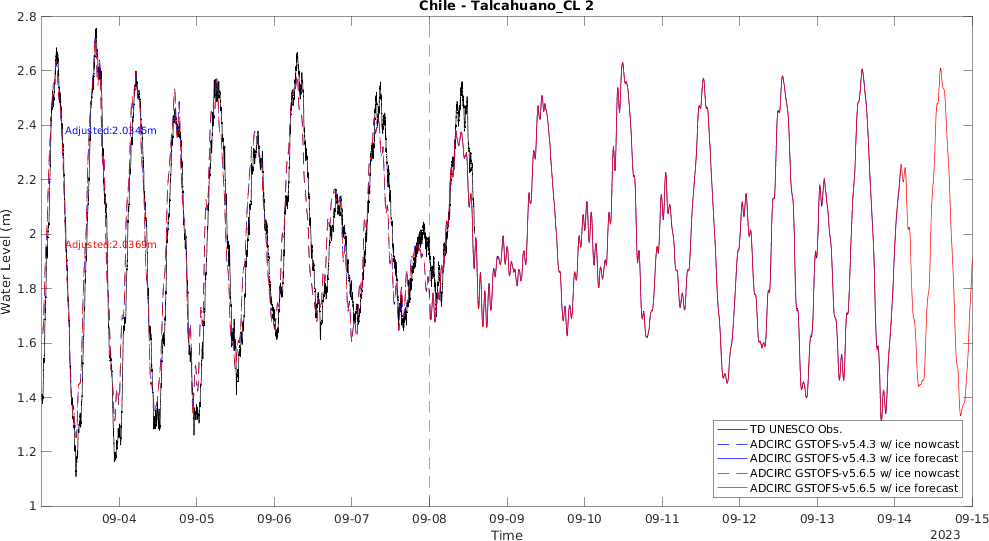 Chile - Talcahuano_CL 2
Water Level (m)
2.8
2.6
2.4
2.2
2
1.8
1.6
1.4
1.2
1
Adjusted:2.0345m
Adjusted:2.0369m
TD UNESCO Obs.
ADCIRC GSTOFS-v5.4.3 w/ ice nowcast
ADCIRC GSTOFS-v5.4.3 w/ ice forecast
ADCIRC GSTOFS-v5.6.5 w/ ice nowcast
ADCIRC GSTOFS-v5.6.5 w/ ice forecast
09-04 09-05 09-06 09-07 09-08 09-09 09-10 09-11 09-12 09-13 09-14 09-15
Time
2023